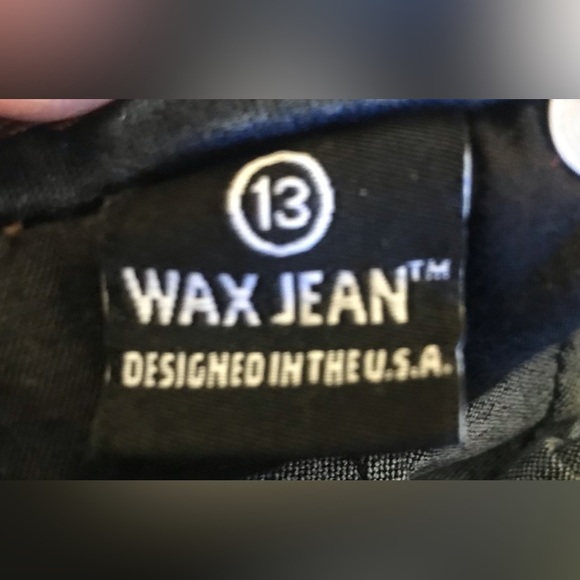 13
WAX JEAN™
DESIGNED IN THE U.S.A.